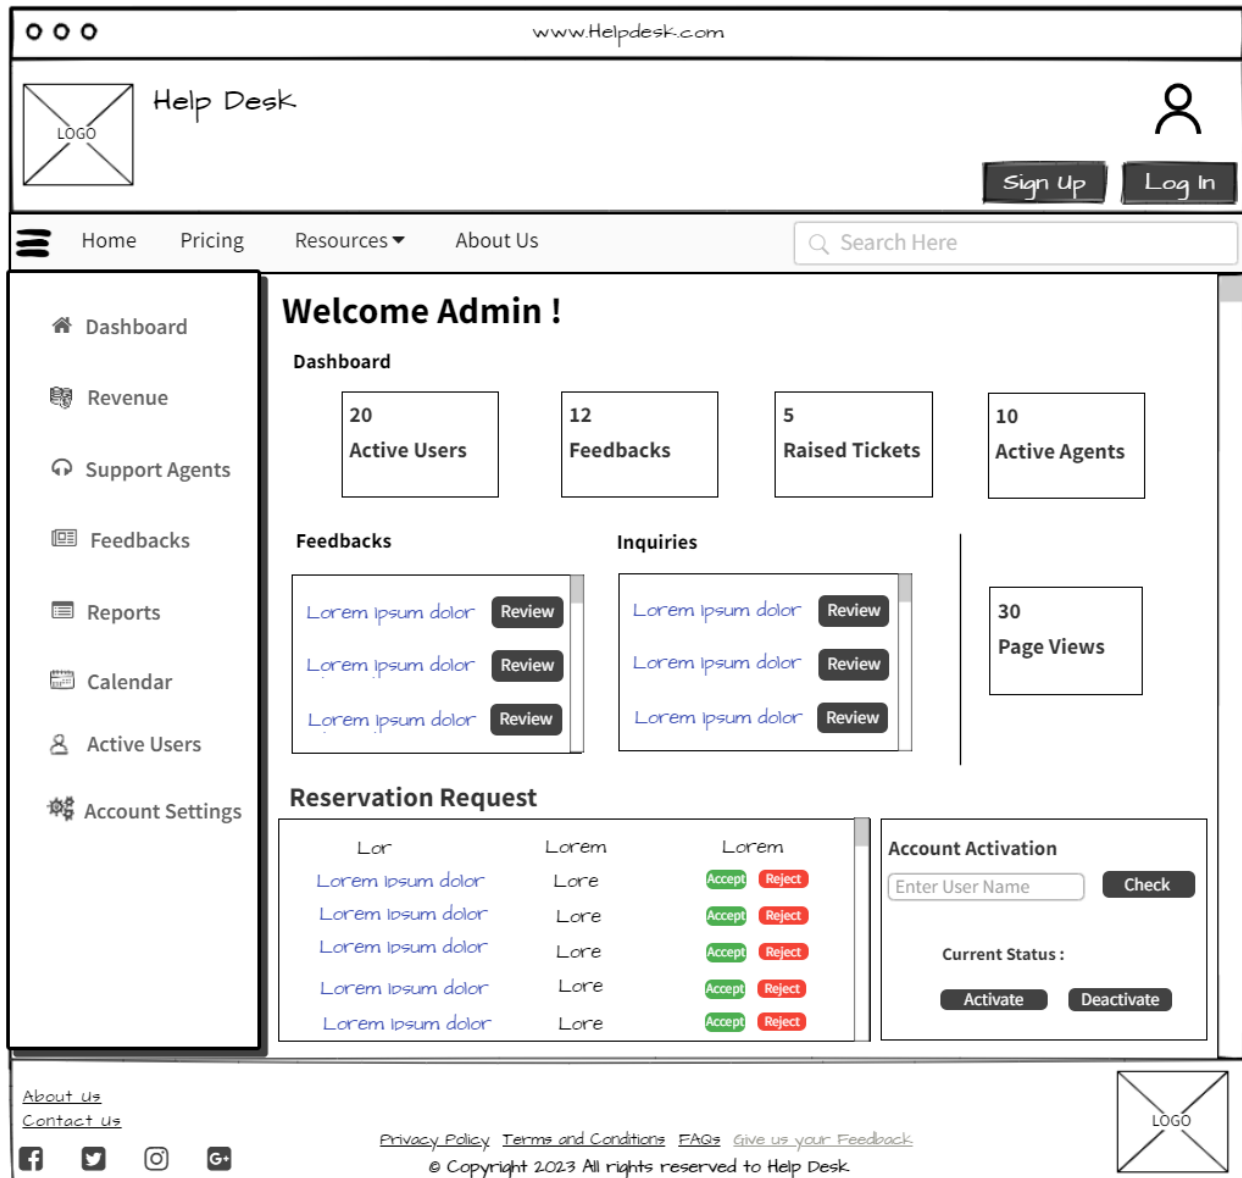 www.Helpdesk.com
LOGO
Help Desk
Sign Up
Log In
Home
Pricing
Resources
About Us
Search Here
Dashboard
Revenue
Support Agents
Feedbacks
Reports
Calendar
Active Users
Account Settings
Welcome Admin !
Dashboard
20
Active Users
12
Feedbacks
5
Raised Tickets
10
Active Agents
Feedbacks
Lorem Ipsum dolor Review
Lorem Ipsum dolor Review
Lorem Ipsum dolor Review
Inquiries
Lorem Ipsum dolor Review
Lorem Ipsum dolor Review
Lorem Ipsum dolor Review
30
Page Views
Reservation Request
Lor Lorem Lorem
Lorem Ipsum dolor Lore Accept Reject
Lorem Ipsum dolor Lore Accept Reject
Lorem Ipsum dolor Lore Accept Reject
Lorem Ipsum dolor Lore Accept Reject
Lorem Ipsum dolor Lore Accept Reject
Account Activation
Enter User Name Check
Current Status :
Activate Deactivate
About Us
Contact Us
G+
Privacy Policy Terms and Conditions FAQs Give us your Feedback
© Copyright 2023 All rights reserved to Help Desk
LOGO